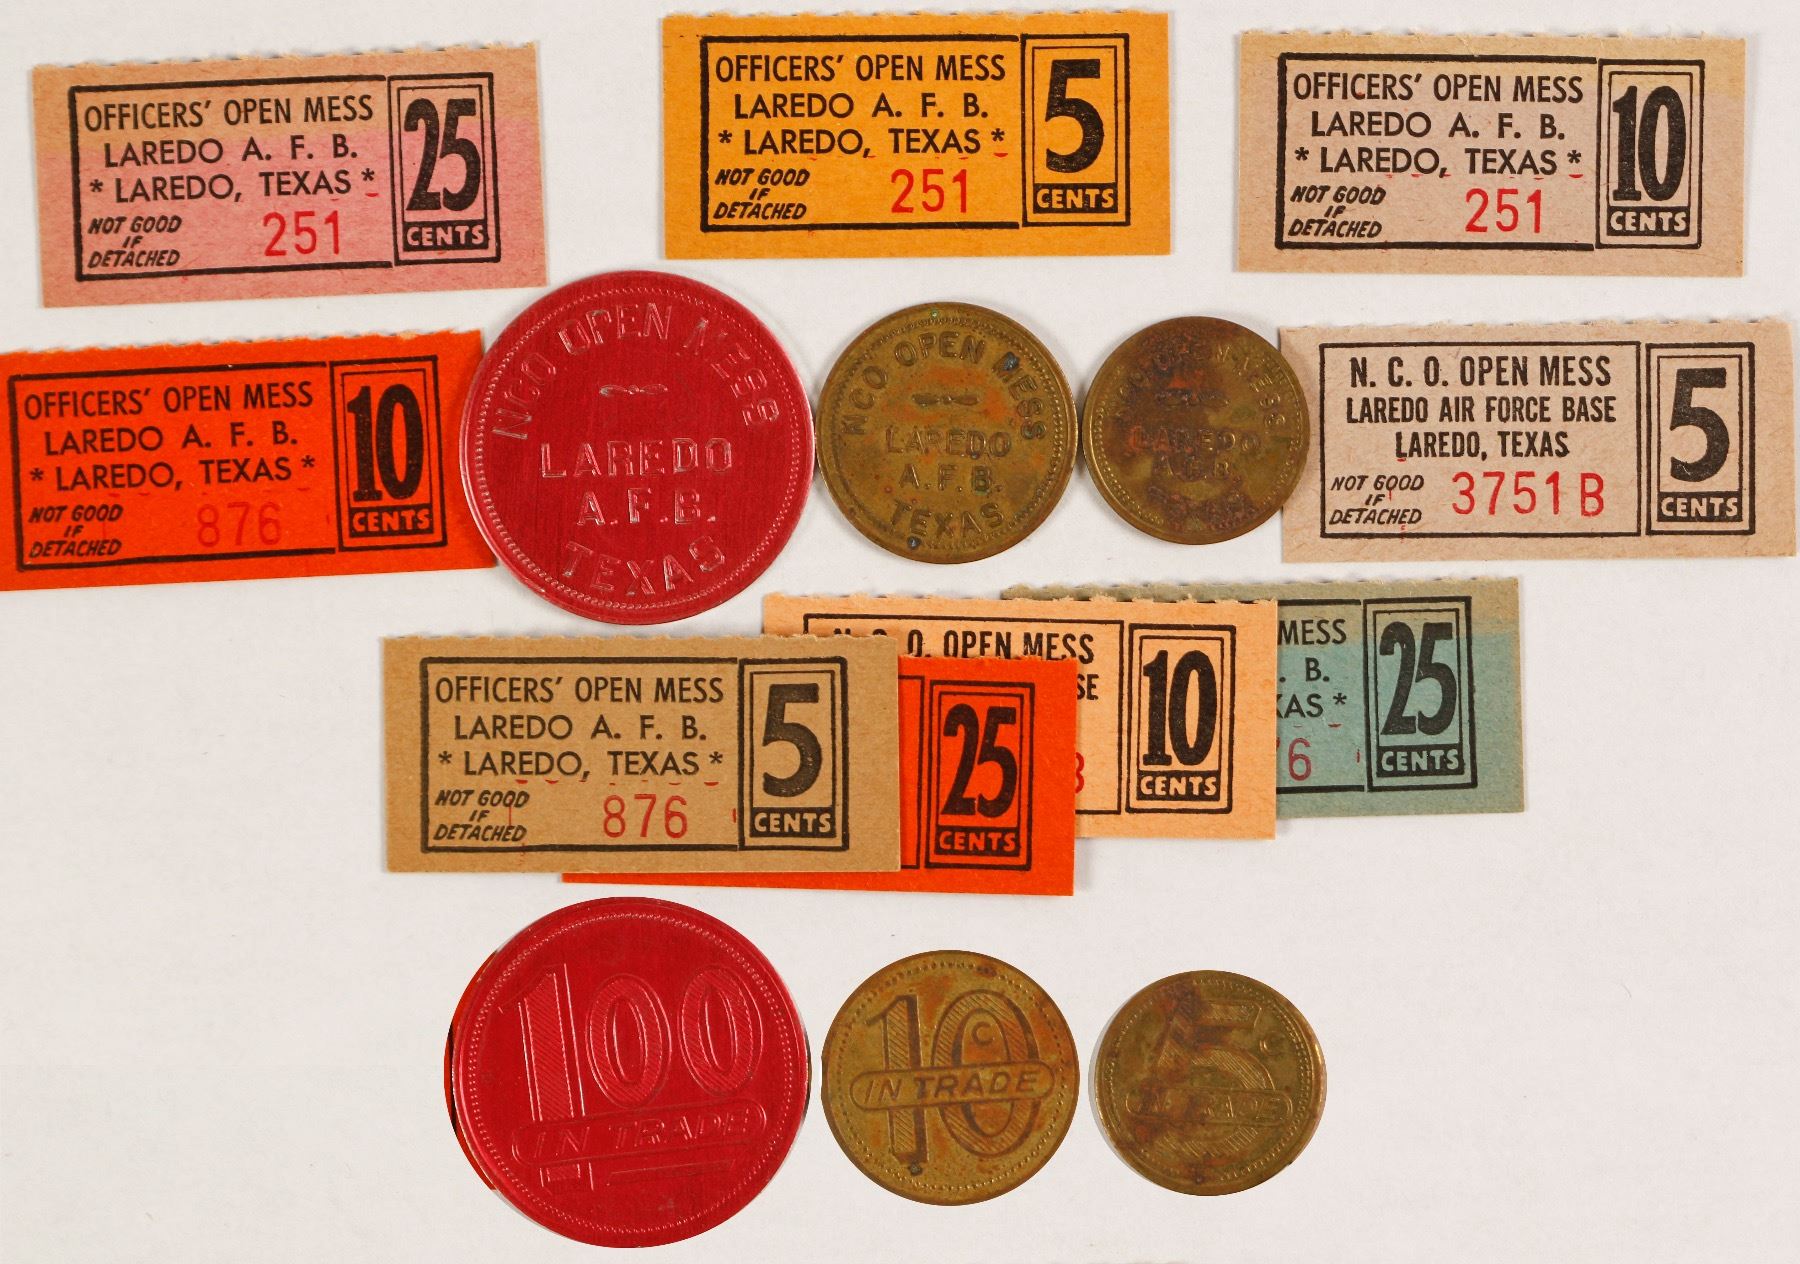 OFFICERS' OPEN MESS
LAREDO A. F. B.
* LAREDO, TEXAS *
NOT GOOD
IF
DETACHED
251
25
CENTS
OFFICERS' OPEN MESS
LAREDO A. F. B.
* LAREDO, TEXAS *
NOT GOOD
IF
DETACHED
251
5
CENTS
OFFICERS' OPEN MESS
LAREDO A. F. B.
* LAREDO, TEXAS *
NOT GOOD
IF
DETACHED
251
10
CENTS
OFFICERS' OPEN MESS
LAREDO A. F. B.
* LAREDO, TEXAS *
NOT GOOD
IF
DETACHED
876
10
CENTS
NCO OPEN MESS
LAREDO
A.F.B.
TEXAS
NCO OPEN MESS
LAREDO
A.F.B.
TEXAS
LAREDO
A.F.B.
N. C. O. OPEN MESS
LAREDO AIR FORCE BASE
LAREDO, TEXAS
NOT GOOD
IF
DETACHED
3751 B
5
CENTS
OFFICERS' OPEN MESS
LAREDO A. F. B.
* LAREDO, TEXAS *
NOT GOOD
IF
DETACHED
876
5
CENTS
25
CENTS
O. OPEN MESS
SE
10
CENTS
MESS
. B.
XAS *
6
25
CENTS
100
IN TRADE
10 C
IN TRADE
5 C
IN TRADE